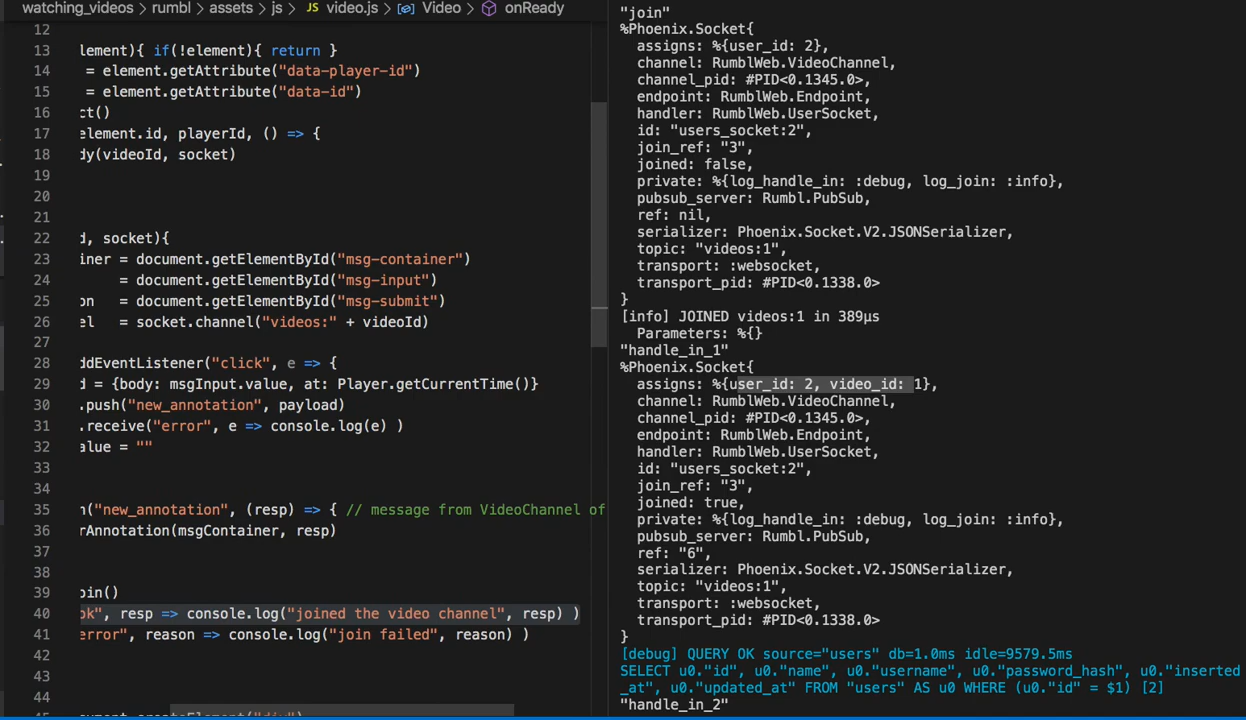 watching_videos > rumbl > assets > js > JS video.js > Video > onReady
12
13 lement){ if(!element){ return }
14 = element.getAttribute("data-player-id")
15 = element.getAttribute("data-id")
16 ct()
17 element.id, playerId, () => {
18 dy(videoId, socket)
19
20
21
22 d, socket){
23 iner = document.getElementById("msg-container")
24 = document.getElementById("msg-input")
25 on = document.getElementById("msg-submit")
26 el = socket.channel("videos:" + videoId)
27
28 ddEventListener("click", e => {
29 d = {body: msgInput.value, at: Player.getCurrentTime()}
30 .push("new_annotation", payload)
31 .receive("error", e => console.log(e) )
32 alue = ""
33
34
35 n("new_annotation", (resp) => { // message from VideoChannel of
36 rAnnotation(msgContainer, resp)
37
38
39 oin()
40 ok", resp => console.log("joined the video channel", resp) )
41 error", reason => console.log("join failed", reason) )
42
43
44
"join"
%Phoenix.Socket{
assigns: %{user_id: 2},
channel: RumblWeb.VideoChannel,
channel_pid: #PID<0.1345.0>,
endpoint: RumblWeb.Endpoint,
handler: RumblWeb.UserSocket,
id: "users_socket:2",
join_ref: "3",
joined: false,
private: %{log_handle_in: :debug, log_join: :info},
pubsub_server: Rumbl.PubSub,
ref: nil,
serializer: Phoenix.Socket.V2.JSONSerializer,
topic: "videos:1",
transport: :websocket,
transport_pid: #PID<0.1338.0>
}
[info] JOINED videos:1 in 389µs
Parameters: %{}
"handle_in_1"
%Phoenix.Socket{
assigns: %{user_id: 2, video_id: 1},
channel: RumblWeb.VideoChannel,
channel_pid: #PID<0.1345.0>,
endpoint: RumblWeb.Endpoint,
handler: RumblWeb.UserSocket,
id: "users_socket:2",
join_ref: "3",
joined: true,
private: %{log_handle_in: :debug, log_join: :info},
pubsub_server: Rumbl.PubSub,
ref: "6",
serializer: Phoenix.Socket.V2.JSONSerializer,
topic: "videos:1",
transport: :websocket,
transport_pid: #PID<0.1338.0>
}
[debug] QUERY OK source="users" db=1.0ms idle=9579.5ms
SELECT u0."id", u0."name", u0."username", u0."password_hash", u0."inserted
_at", u0."updated_at" FROM "users" AS u0 WHERE (u0."id" = $1) [2]
"handle_in_2"